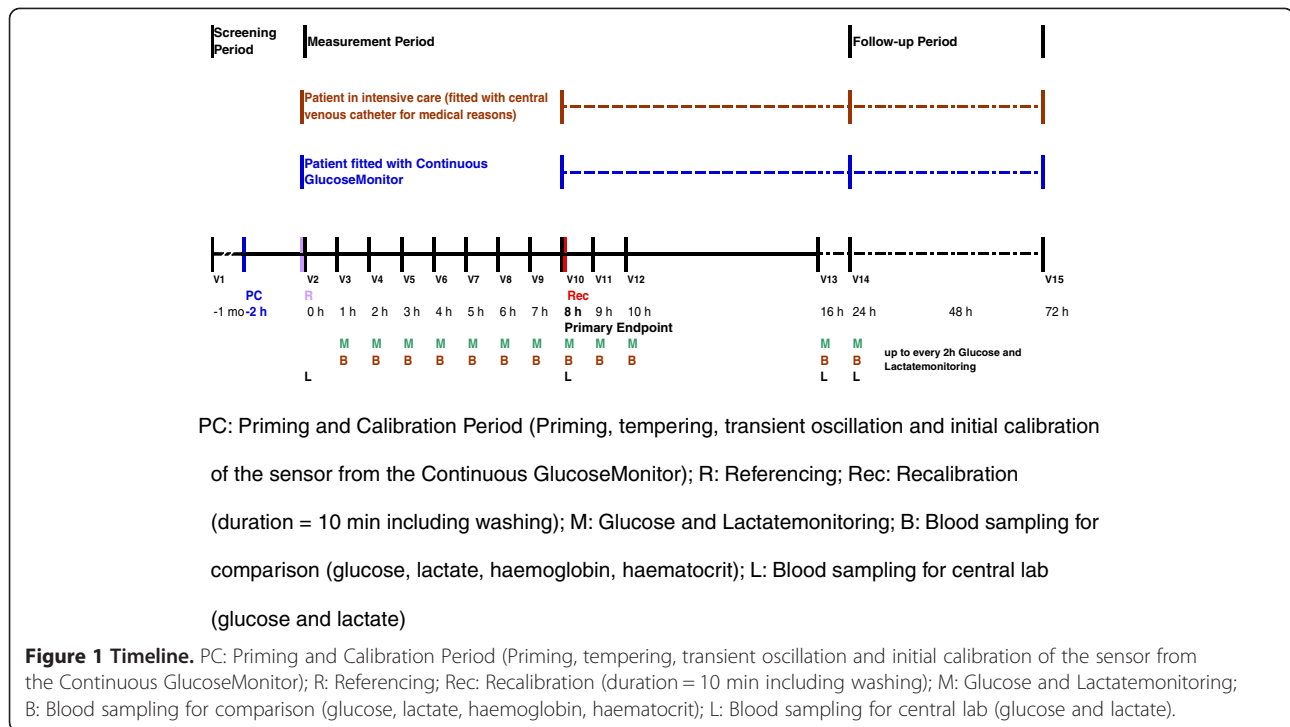 Screening Period
Measurement Period
Follow-up Period
Patient in intensive care (fitted with central
venous catheter for medical reasons)
Patient fitted with Continuous
GlucoseMonitor
V1 V2 V3 V4 V5 V6 V7 V8 V9 V10 V11 V12 V13 V14 V15
PC R Rec
-1 mo -2 h 0 h 1 h 2 h 3 h 4 h 5 h 6 h 7 h 8 h 9 h 10 h 16 h 24 h 48 h 72 h
Primary Endpoint
M M M M M M M M M M M M
B B B B B B B B B B B B
up to every 2h Glucose and
Lactatemonitoring
L L L L
PC: Priming and Calibration Period (Priming, tempering, transient oscillation and initial calibration
of the sensor from the Continuous GlucoseMonitor); R: Referencing; Rec: Recalibration
(duration = 10 min including washing); M: Glucose and Lactatemonitoring; B: Blood sampling for
comparison (glucose, lactate, haemoglobin, haematocrit); L: Blood sampling for central lab
(glucose and lactate)
Figure 1 Timeline. PC: Priming and Calibration Period (Priming, tempering, transient oscillation and initial calibration of the sensor from
the Continuous GlucoseMonitor); R: Referencing; Rec: Recalibration (duration = 10 min including washing); M: Glucose and Lactatemonitoring;
B: Blood sampling for comparison (glucose, lactate, haemoglobin, haematocrit); L: Blood sampling for central lab (glucose and lactate).